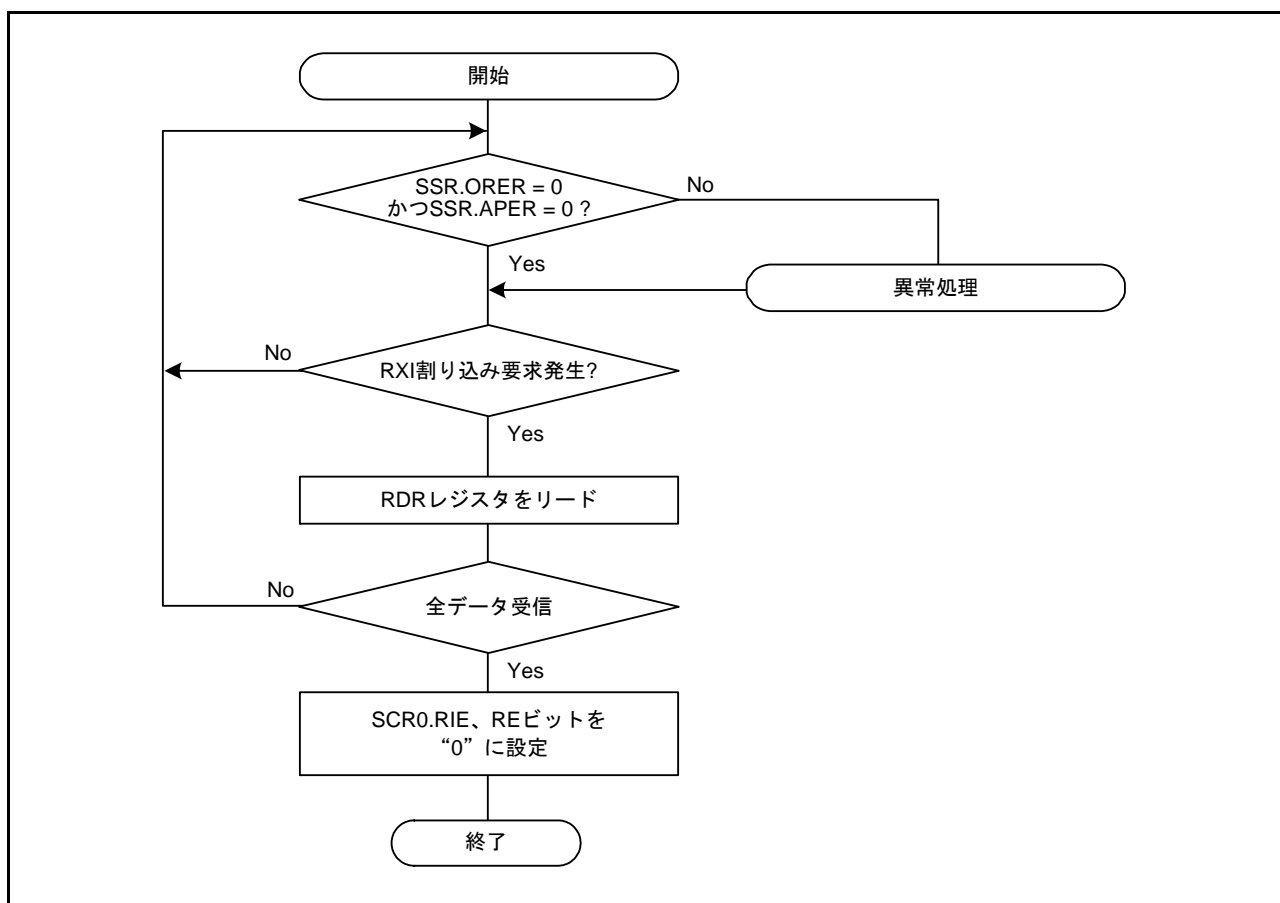 開始
SSR.ORER = 0
かつSSR.APER = 0 ?
No
Yes
異常処理
No
RXI割り込み要求発生?
Yes
RDRレジスタをリード
No
全データ受信
Yes
SCR0.RIE、REビットを
“0”に設定
終了